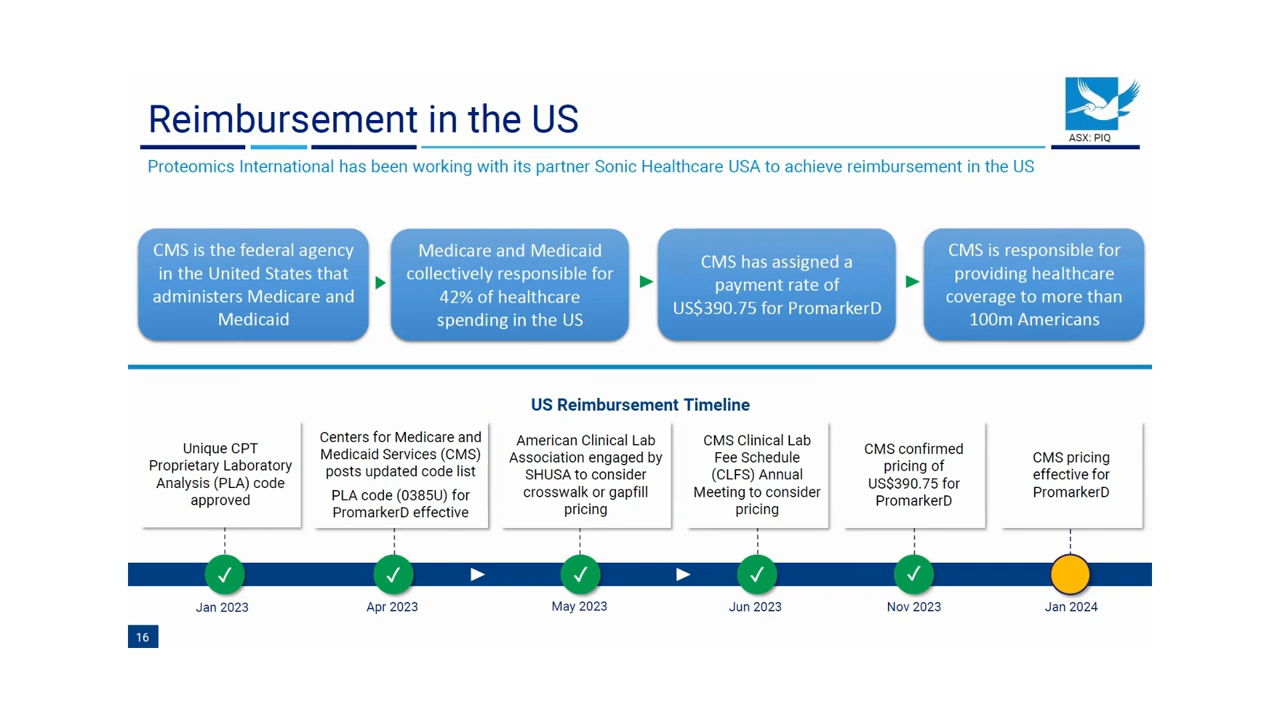 Reimbursement in the US
ASX: PIQ
Proteomics International has been working with its partner Sonic Healthcare USA to achieve reimbursement in the US
CMS is the federal agency
in the United States that
administers Medicare and
Medicaid
Medicare and Medicaid
collectively responsible for
42% of healthcare
spending in the US
CMS has assigned a
payment rate of
US$390.75 for PromarkerD
CMS is responsible for
providing healthcare
coverage to more than
100m Americans
US Reimbursement Timeline
Unique CPT
Proprietary Laboratory
Analysis (PLA) code
approved
Centers for Medicare and
Medicaid Services (CMS)
posts updated code list
PLA code (0385U) for
PromarkerD effective
American Clinical Lab
Association engaged by
SHUSA to consider
crosswalk or gapfill
pricing
CMS Clinical Lab
Fee Schedule
(CLFS) Annual
Meeting to consider
pricing
CMS confirmed
pricing of
US$390.75 for
PromarkerD
CMS pricing
effective for
PromarkerD
Jan 2023
Apr 2023
May 2023
Jun 2023
Nov 2023
Jan 2024
16